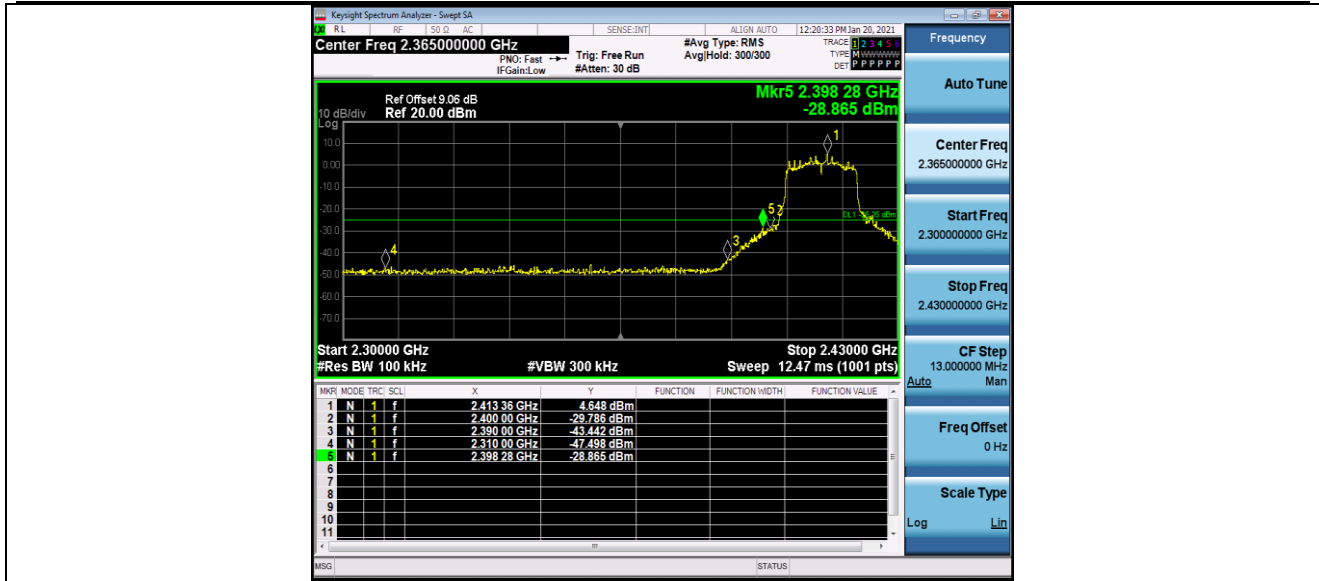 Keysight Spectrum Analyzer - Swept SA
RL RF 50 Ω AC SENSE:INT ALIGN AUTO 12:20:33 PM Jan 20, 2021
Center Freq 2.365000000 GHz
PNO: Fast
IFGain:Low
Trig: Free Run
#Atten: 30 dB
#Avg Type: RMS
Avg|Hold: 300/300
TRACE 1 2 3 4 5 6
TYPE M WWWWW
DET P P P P P P
Mkr5 2.398 28 GHz
-28.865 dBm
Ref Offset 9.06 dB
10 dB/div Ref 20.00 dBm
Log
10.0
0.00
-10.0
-20.0
-30.0
-40.0
-50.0
-60.0
-70.0
1
5 2
3
4
Start 2.30000 GHz Stop 2.43000 GHz
#Res BW 100 kHz #VBW 300 kHz Sweep 12.47 ms (1001 pts)
MKR MODE TRC SCL X Y FUNCTION FUNCTION WIDTH FUNCTION VALUE
1 N 1 f 2.413 36 GHz 4.648 dBm
2 N 1 f 2.400 00 GHz -29.786 dBm
3 N 1 f 2.390 00 GHz -43.442 dBm
4 N 1 f 2.310 00 GHz -47.498 dBm
5 N 1 f 2.398 28 GHz -28.865 dBm
6
7
8
9
10
11
MSG STATUS
Frequency
Auto Tune
Center Freq
2.365000000 GHz
Start Freq
2.300000000 GHz
Stop Freq
2.430000000 GHz
CF Step
13.000000 MHz
Auto Man
Freq Offset
0 Hz
Scale Type
Log Lin